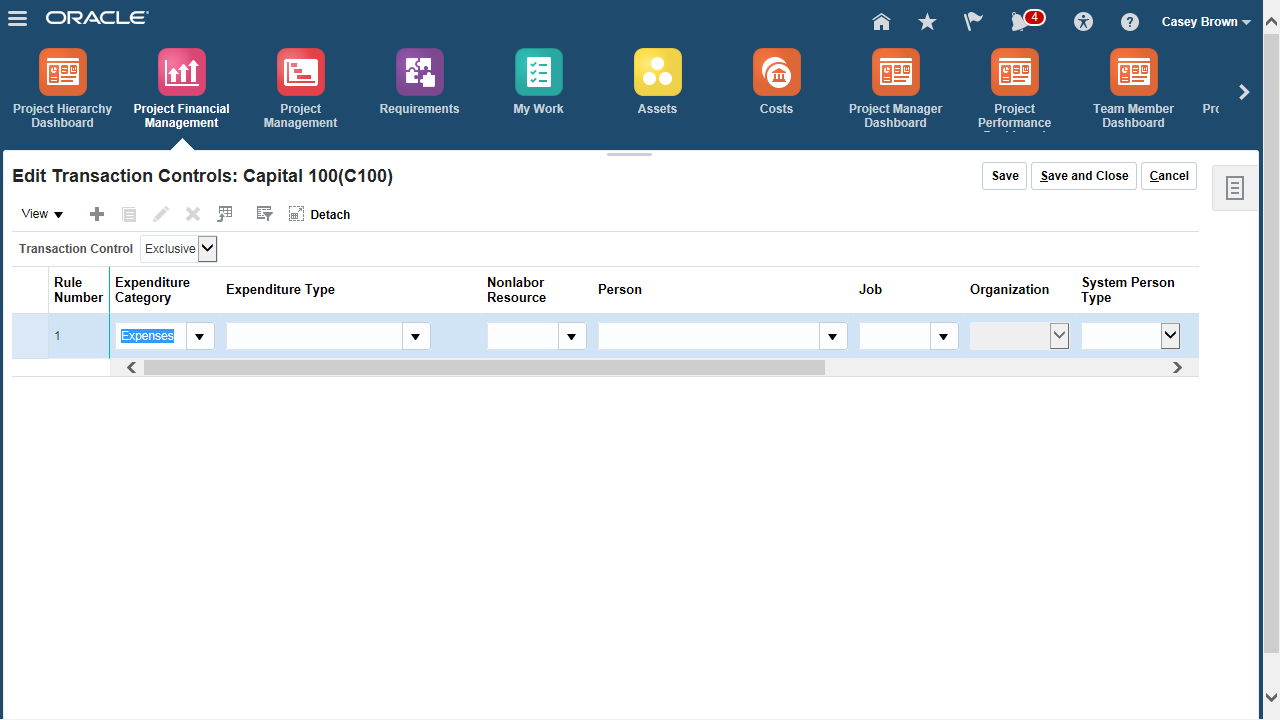 ORACLE
4
Casey Brown
Project Hierarchy
Dashboard
Project Financial
Management
Project
Management
Requirements
My Work
Assets
Costs
Project Manager
Dashboard
Project
Performance
Team Member
Dashboard
Pro
Edit Transaction Controls: Capital 100(C100)
Save
Save and Close
Cancel
View
Detach
Transaction Control
Exclusive
Rule
Number
Expenditure
Category
Expenditure Type
Nonlabor
Resource
Person
Job
Organization
System Person
Type
1
Expenses